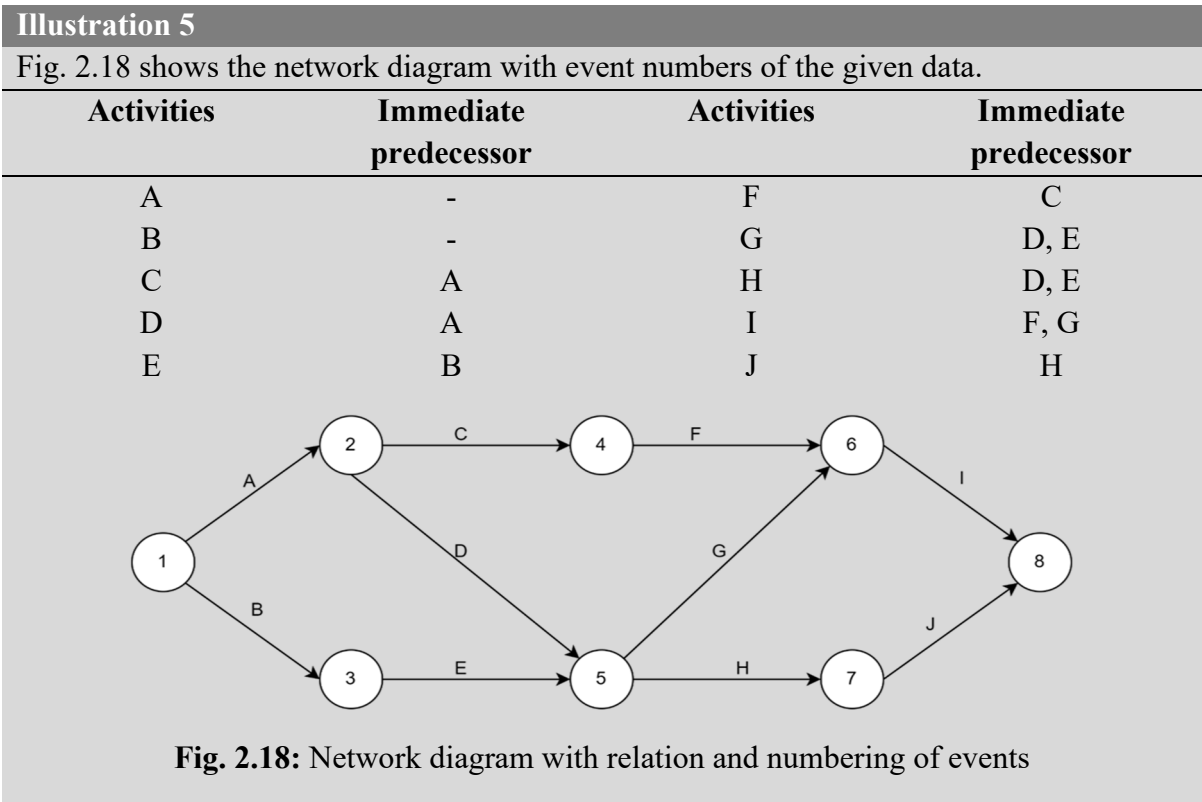 Illustration 5
Fig. 2.18 shows the network diagram with event numbers of the given data.
Activities Immediate predecessor Activities Immediate predecessor
A - F C
B - G D, E
C A H D, E
D A I F, G
E B J H
2 C 4 F 6
A I
1 D G 8
B J
3 E 5 H 7
Fig. 2.18: Network diagram with relation and numbering of events